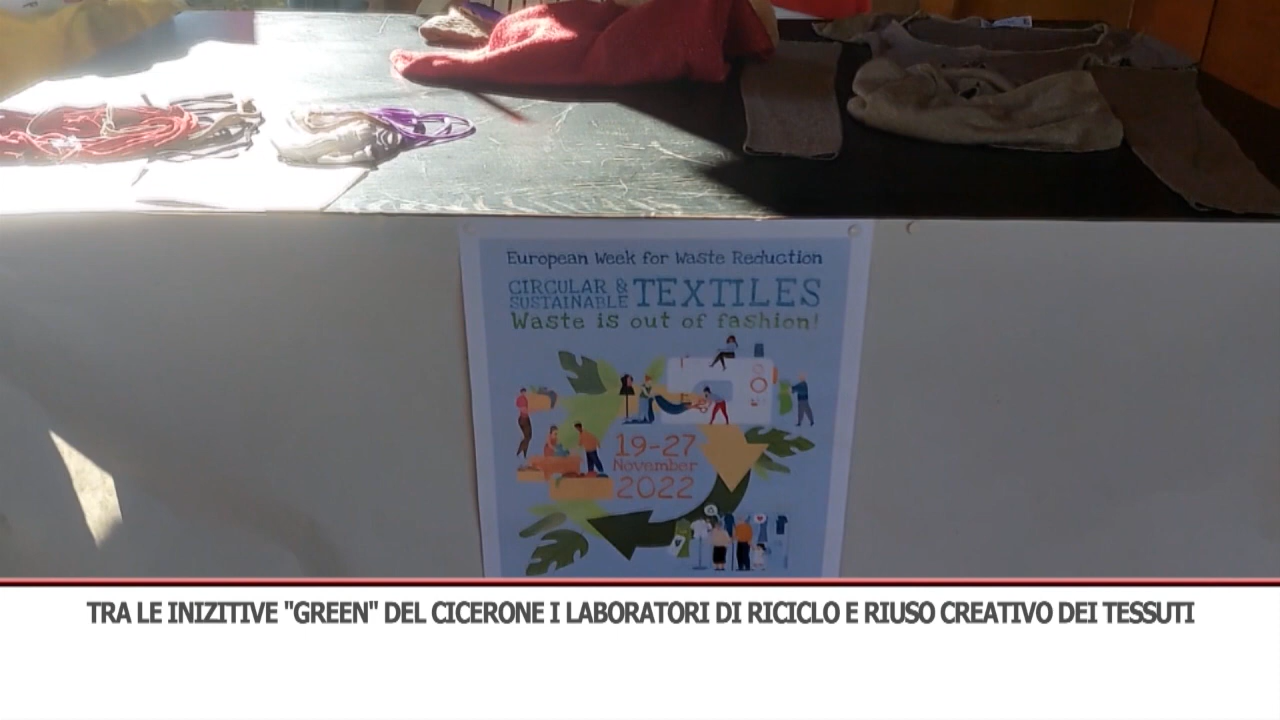 European Week for Waste Reduction
CIRCULAR &
SUSTAINABLE TEXTILES
Waste is out of fashion!
19-27
November
2022
TRA LE INIZITIVE "GREEN" DEL CICERONE I LABORATORI DI RICICLO E RIUSO CREATIVO DEI TESSUTI